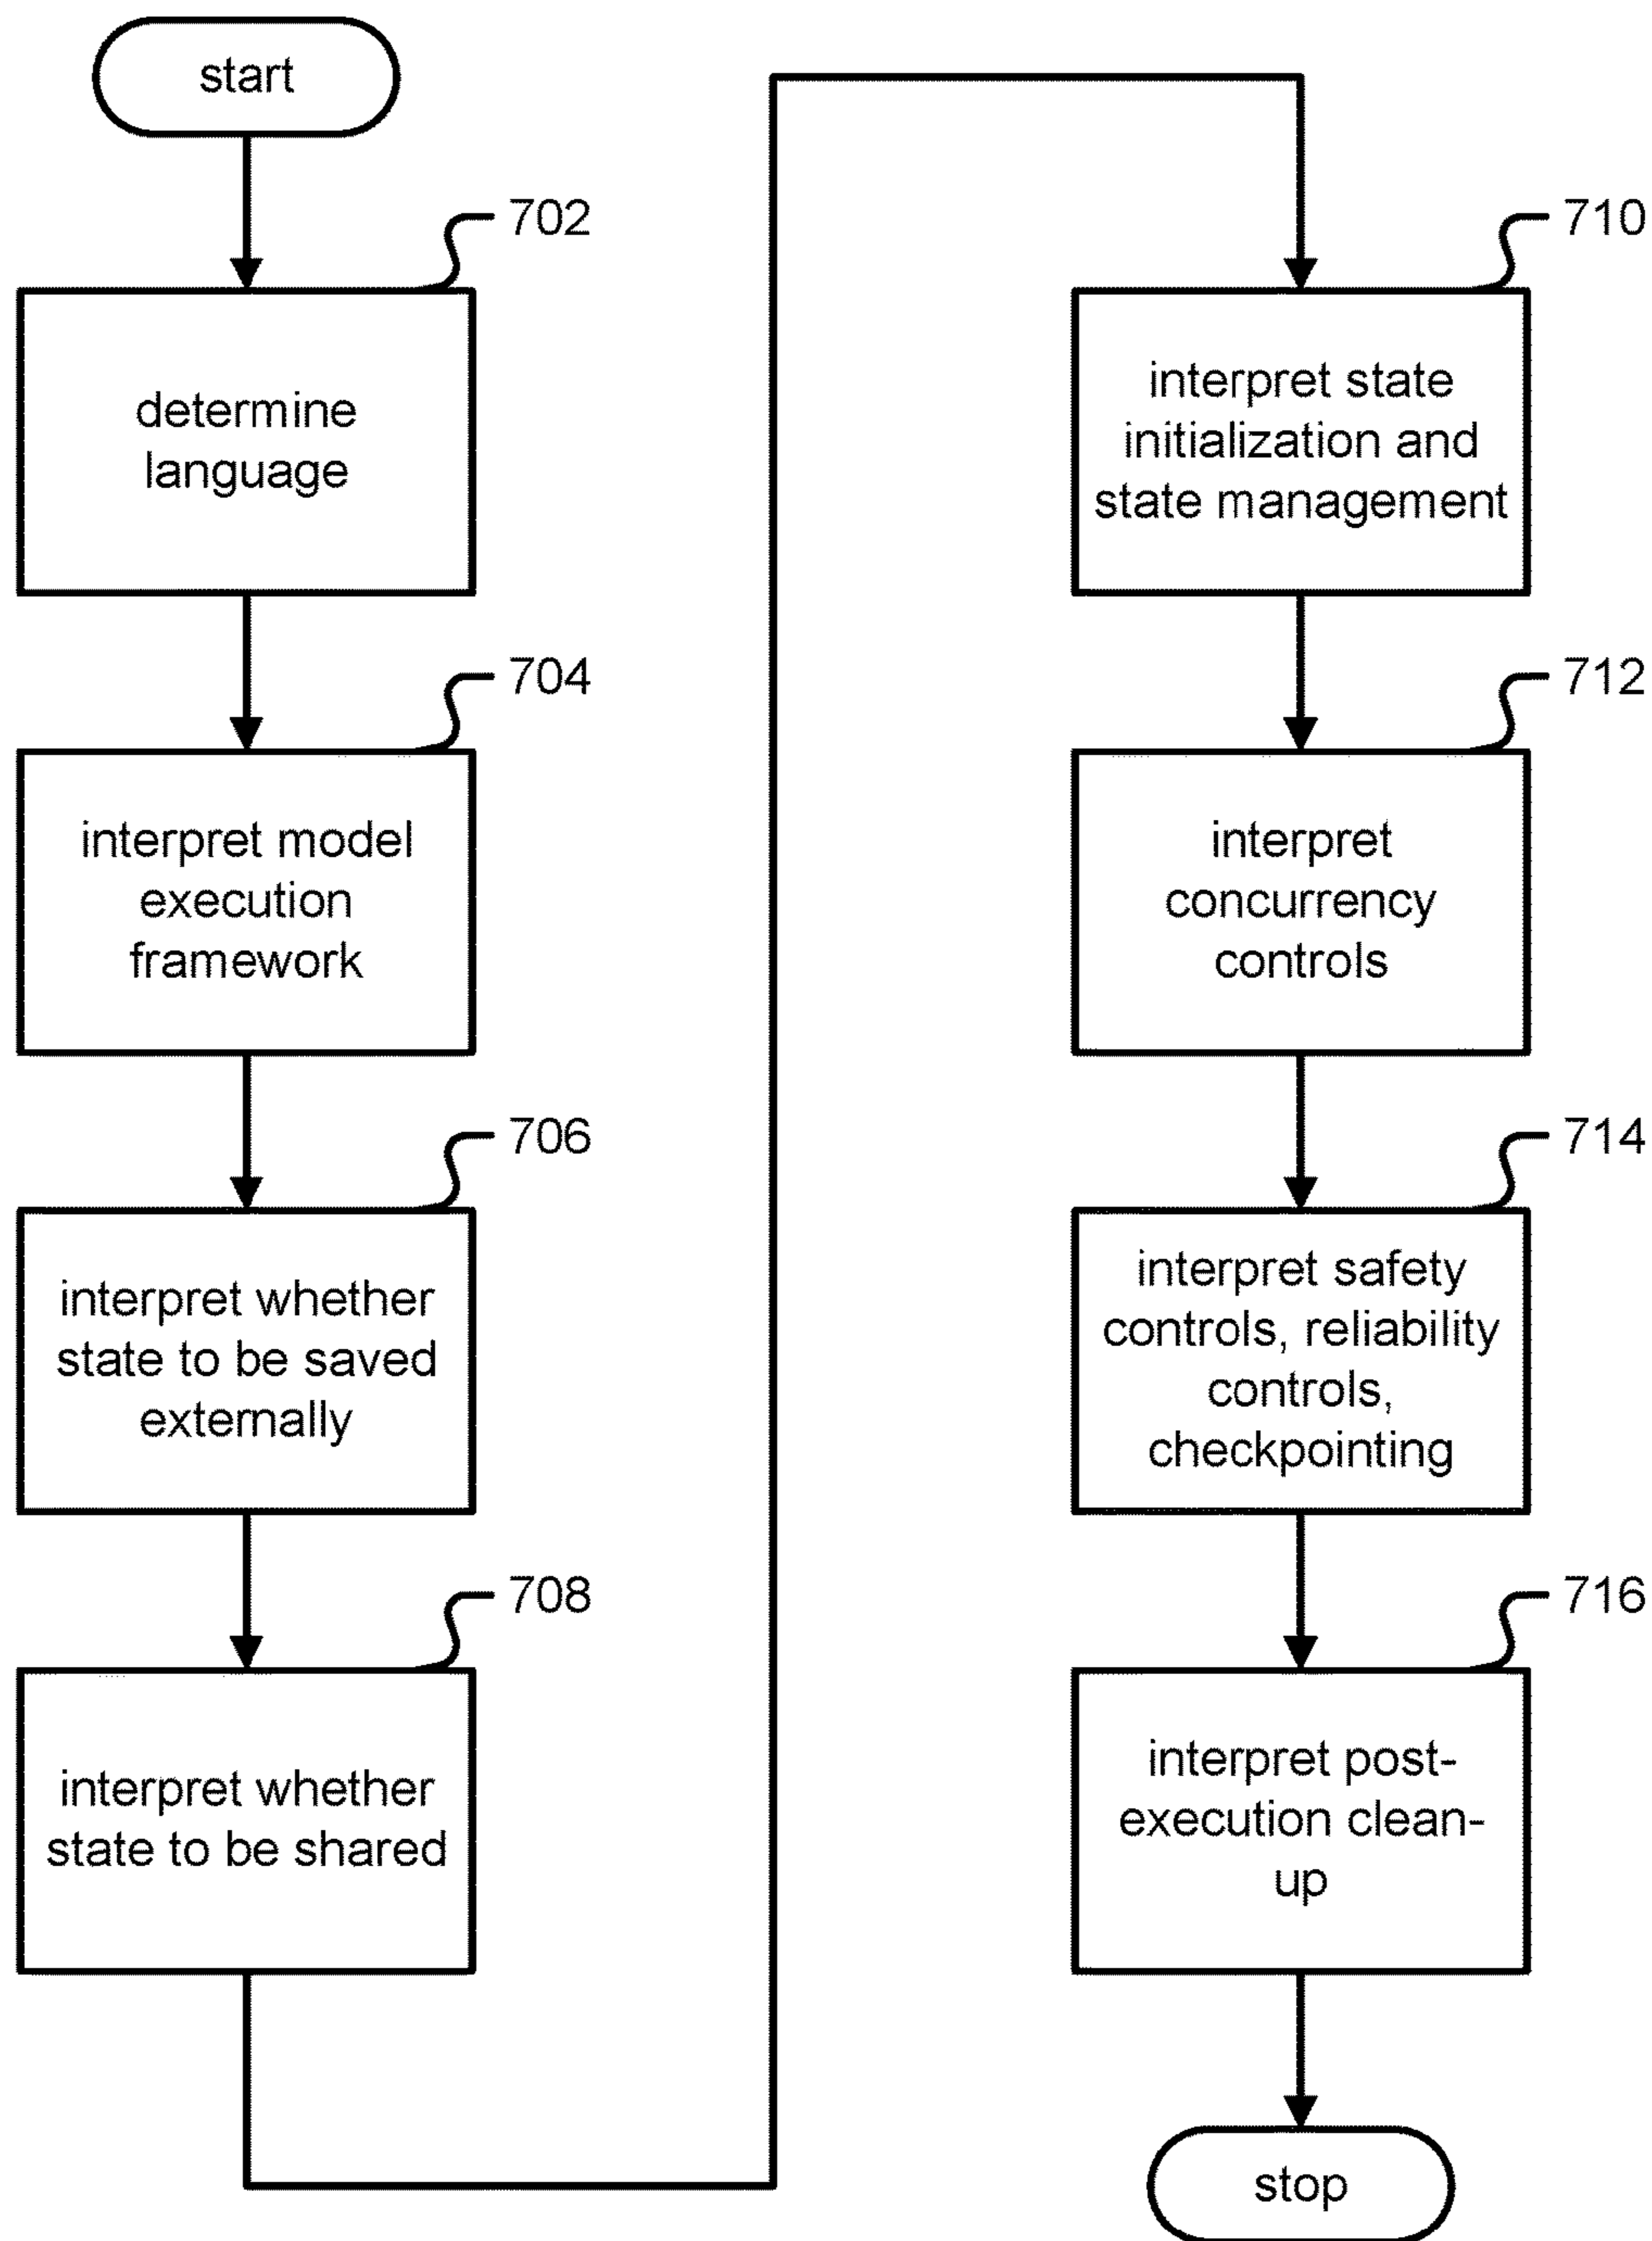 start
702
determine
language
704
interpret model
execution
framework
706
interpret whether
state to be saved
externally
708
interpret whether
state to be shared
710
interpret state
initialization and
state management
712
interpret
concurrency
controls
714
interpret safety
controls, reliability
controls,
checkpointing
716
interpret post-
execution clean-
up
stop